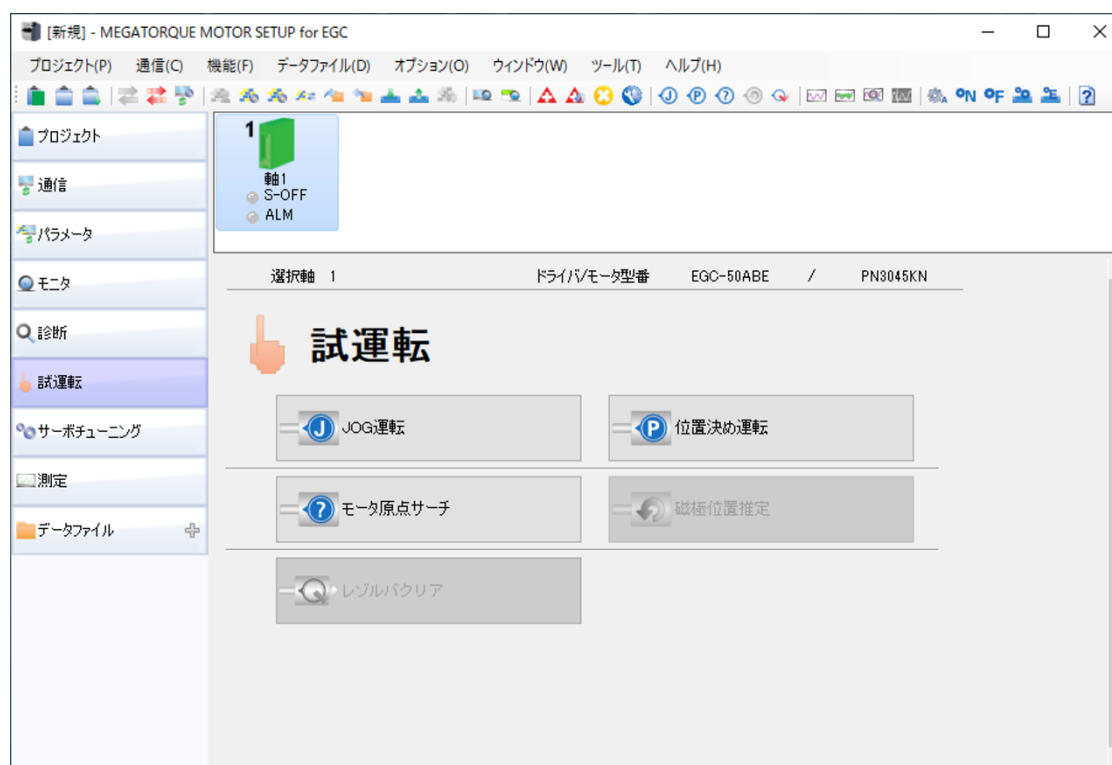 [新規] - MEGATORQUE MOTOR SETUP for EGC
プロジェクト(P) 通信(C) 機能(F) データファイル(D) オプション(O) ウィンドウ(W) ツール(T) ヘルプ(H)
プロジェクト
通信
パラメータ
モニタ
診断
試運転
サーボチューニング
測定
データファイル
1
軸1
S-OFF
ALM
選択軸 1 ドライバ/モータ型番 EGC-50ABE / PN3045KN
試運転
JOG運転 位置決め運転
モータ原点サーチ 磁極位置推定
レゾルバクリア